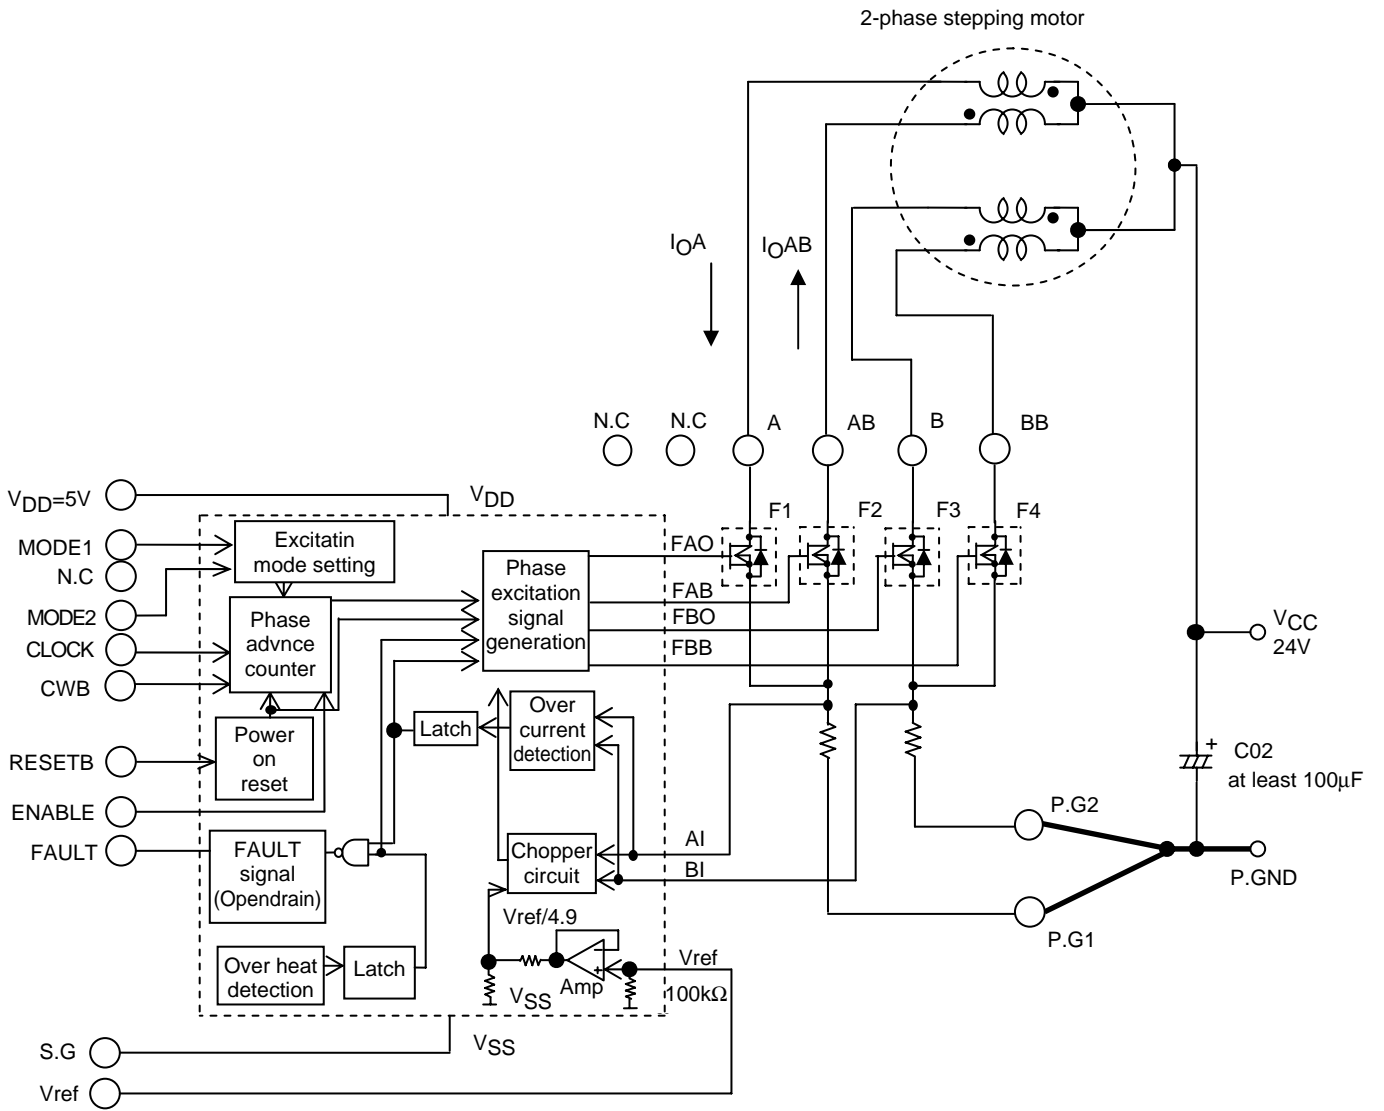 2-phase stepping motor
IOA
IOAB
N.C
N.C
A
AB
B
BB
VDD=5V
VDD
F1
F2
F3
F4
MODE1
Excitatin
mode setting
N.C
FAO
Phase
excitation
signal
generation
FAB
MODE2
FBO
Phase
advnce
counter
VCC
24V
CLOCK
FBB
CWB
Over
current
detection
Latch
Power
on
reset
RESETB
+
C02
at least 100μF
ENABLE
P.G2
FAULT
FAULT
signal
(Opendrain)
Chopper
circuit
AI
BI
P.GND
Vref/4.9
P.G1
Over heat
detection
Latch
−
+
Amp
Vref
100kΩ
VSS
VSS
S.G
Vref